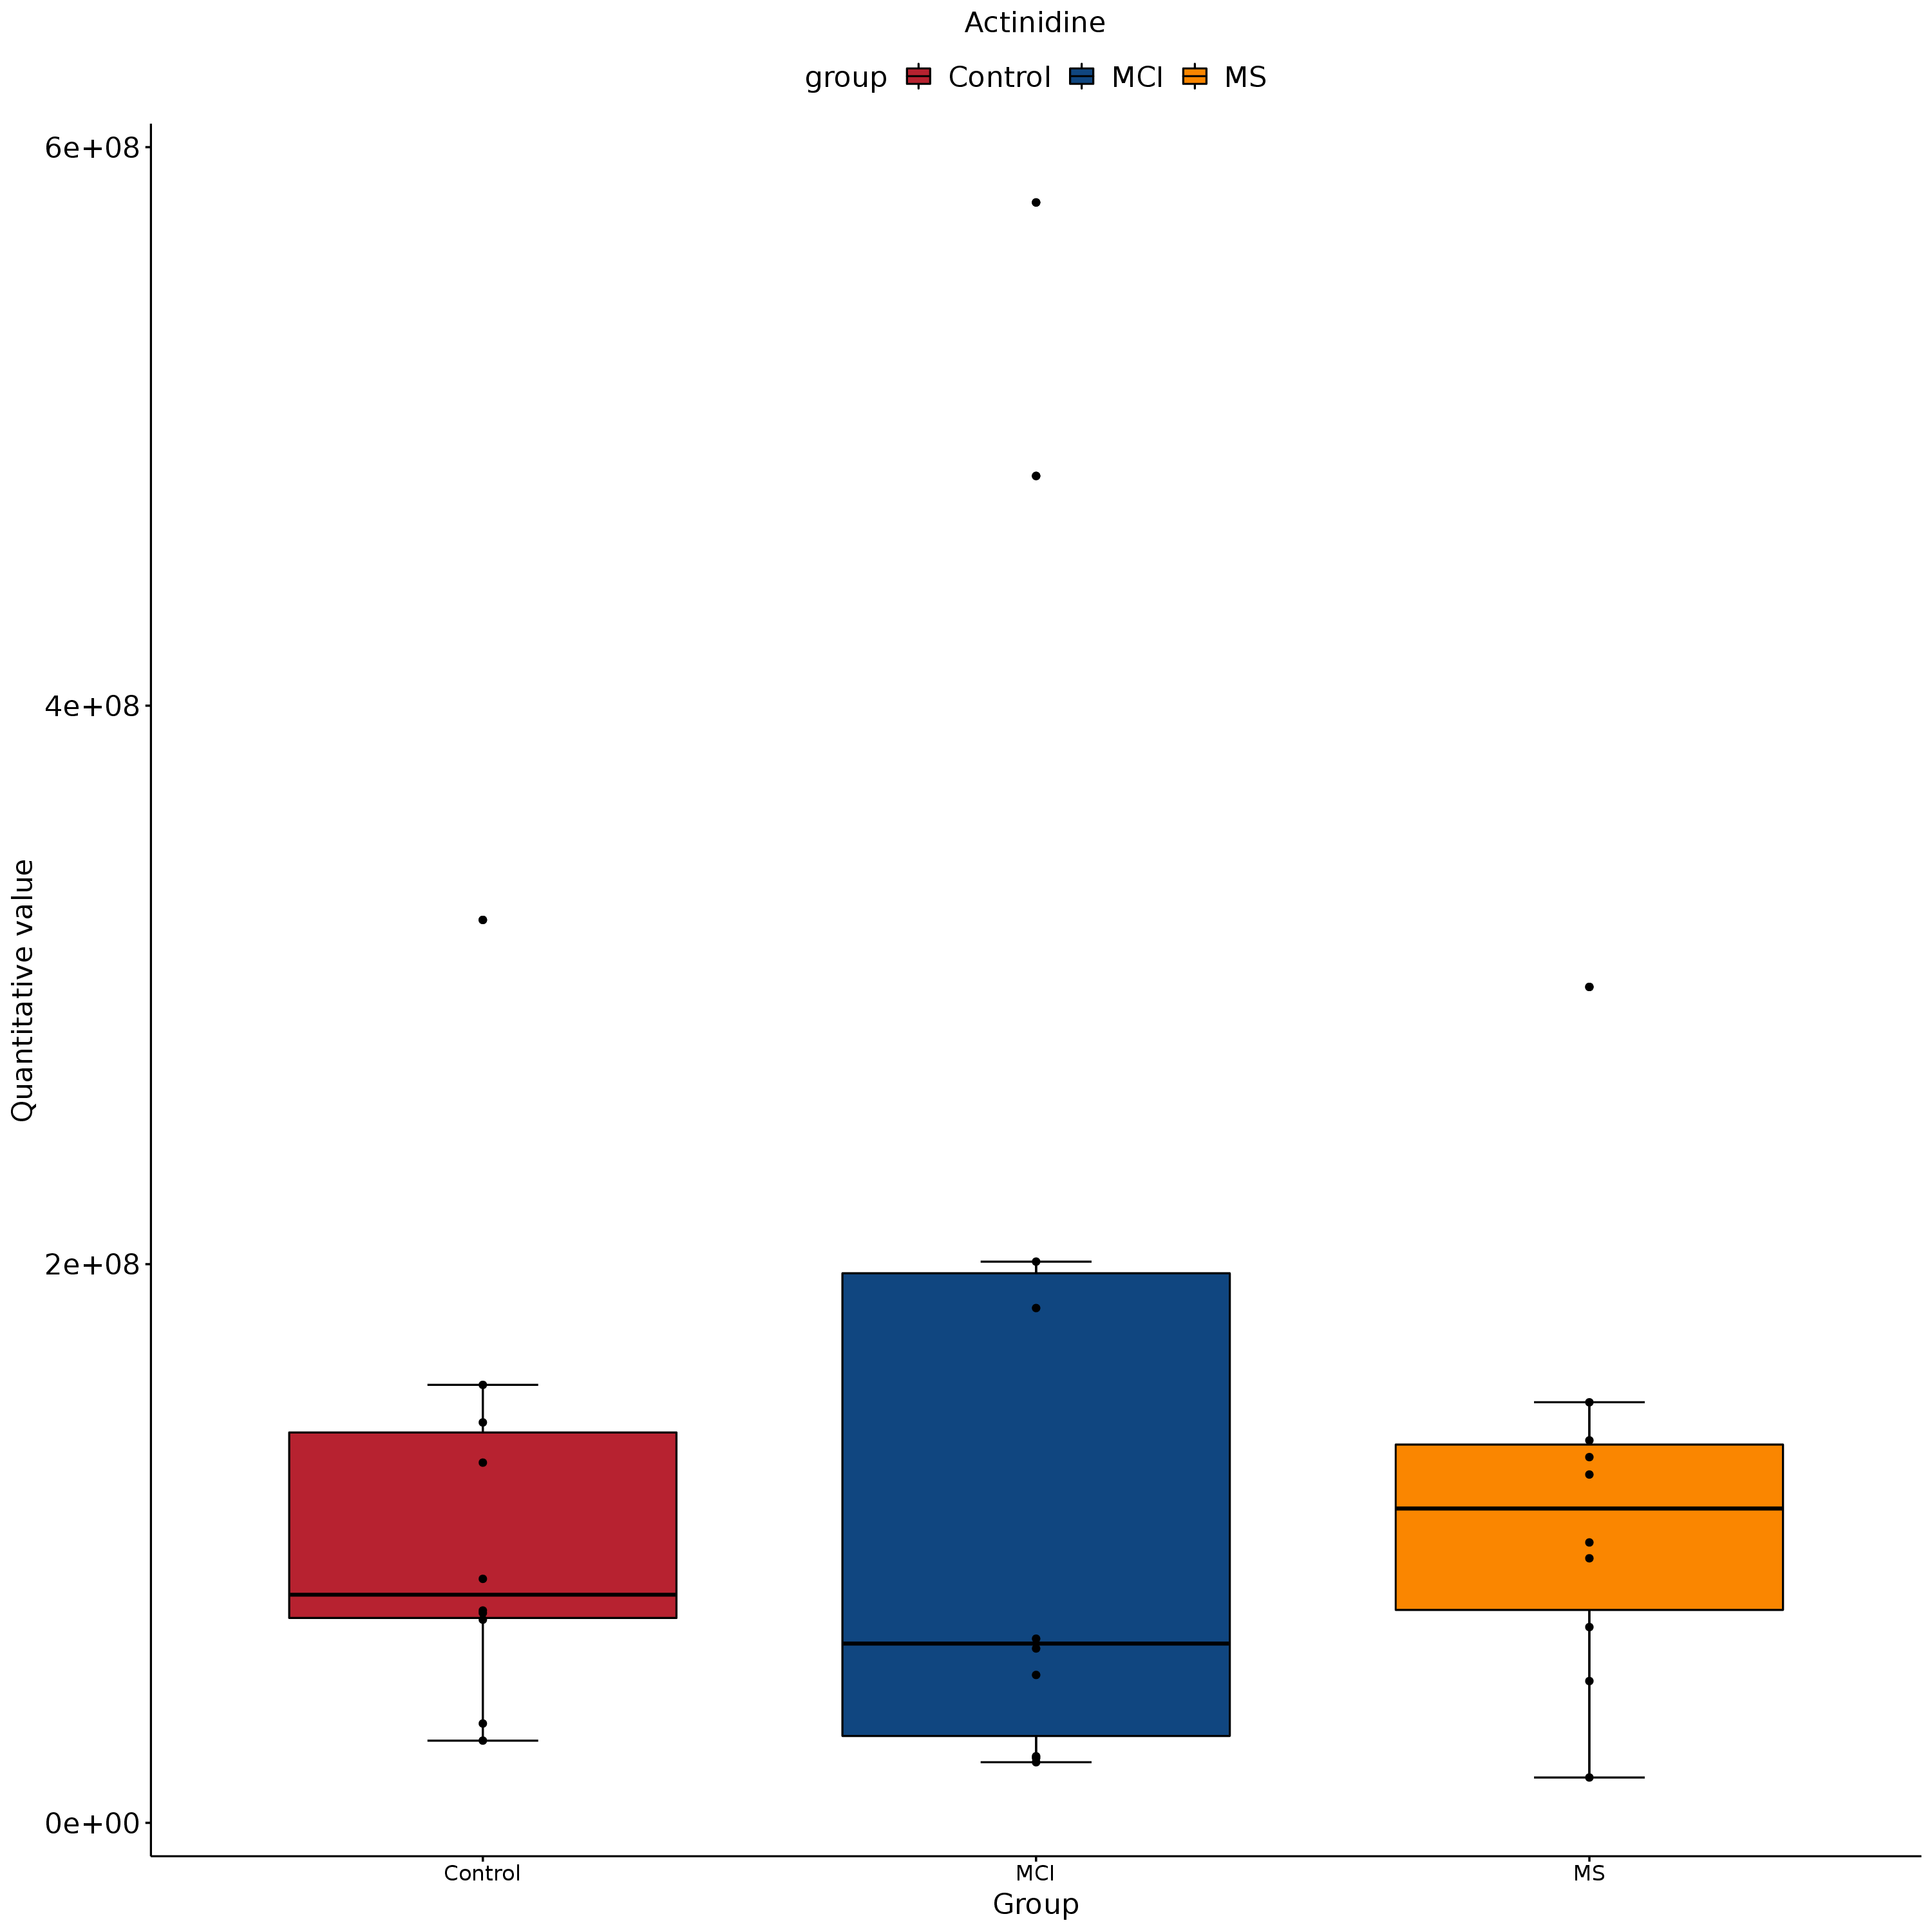 Actinidine
group Control MCI MS
6e+08
4e+08
2e+08
0e+00
Quantitative value
Control MCI MS
Group